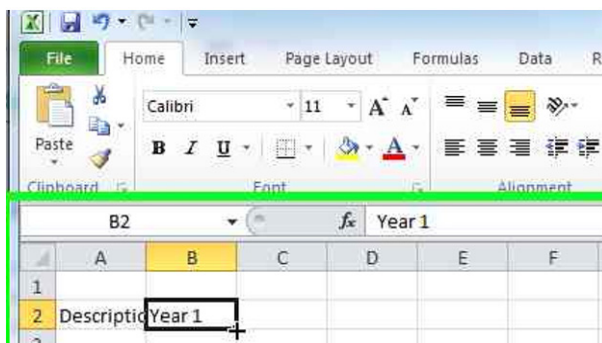 File Home Insert Page Layout Formulas Data R
Calibri 11 A A
Paste B I U A
Clipboard Font Alignment
B2 fx Year 1
A B C D E F
1
2 Descriptio Year 1
3